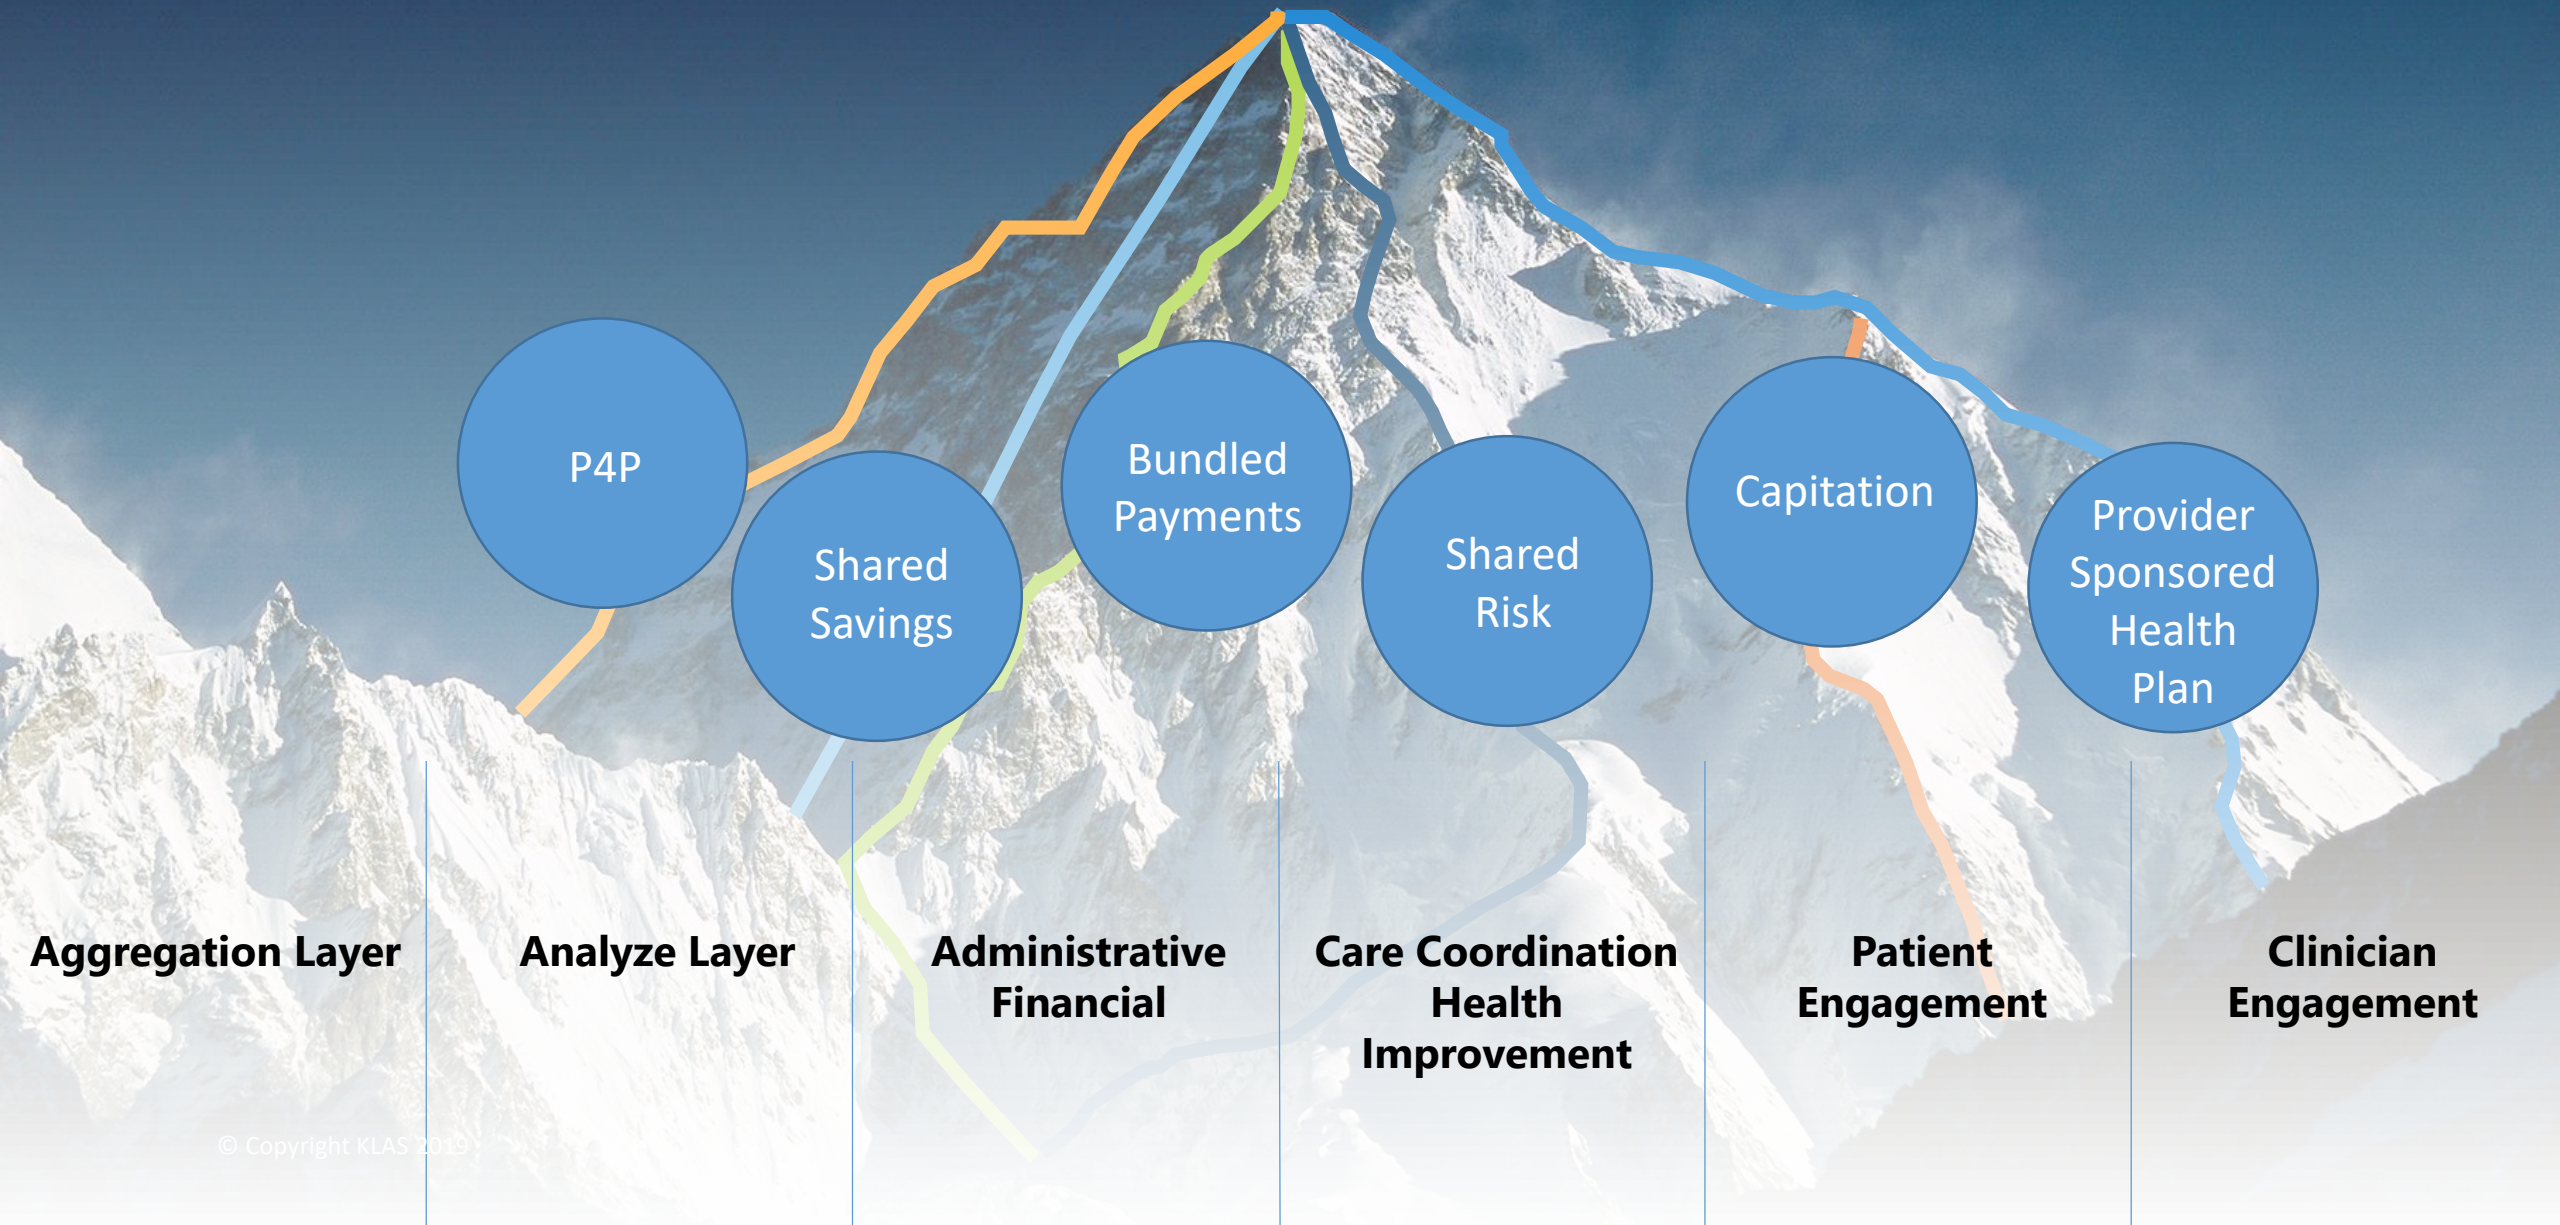 P4P
Shared
Savings
Bundled
Payments
Shared
Risk
Capitation
Provider
Sponsored
Health
Plan
Aggregation Layer
Analyze Layer
Administrative
Financial
Care Coordination
Health
Improvement
Patient
Engagement
Clinician
Engagement
© Copyright KLAS 2019